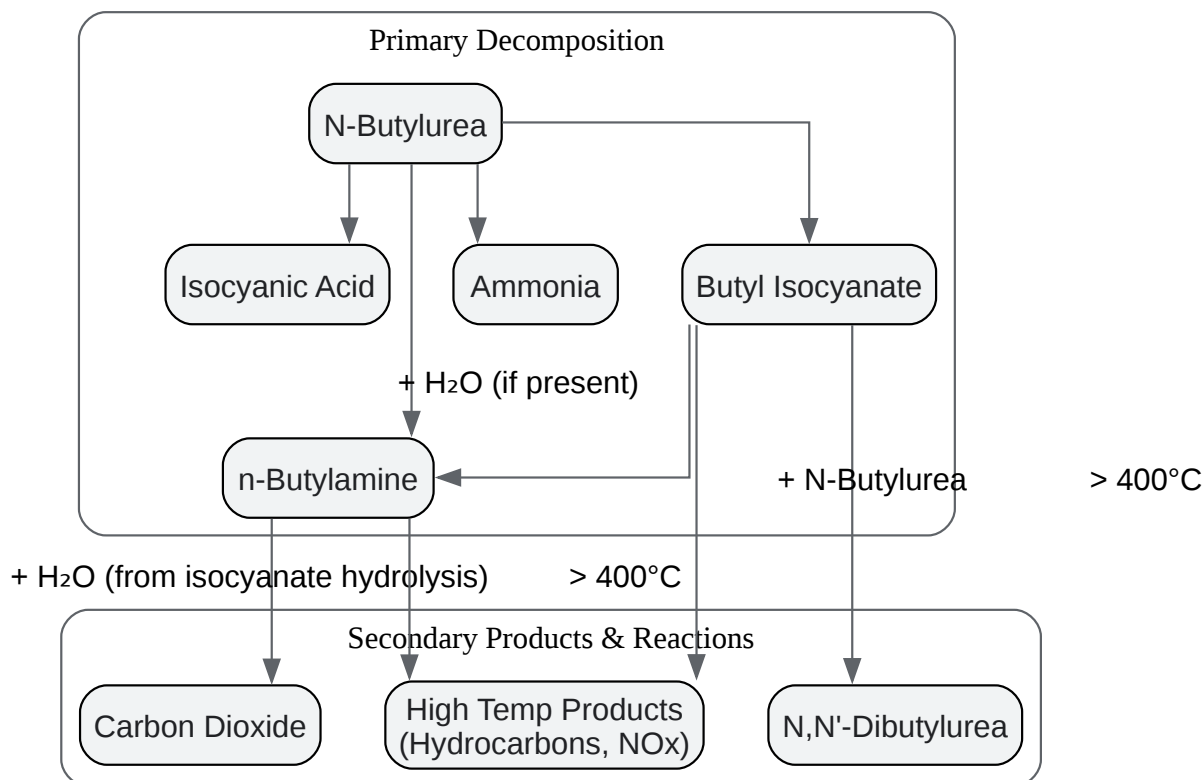 Primary Decomposition
N-Butylurea
Isocyanic Acid
Ammonia
Butyl Isocyanate
+ H₂O (if present)
n-Butylamine
+ N-Butylurea
> 400°C
+ H₂O (from isocyanate hydrolysis)
> 400°C
Secondary Products & Reactions
Carbon Dioxide
High Temp Products
(Hydrocarbons, NOx)
N,N'-Dibutylurea